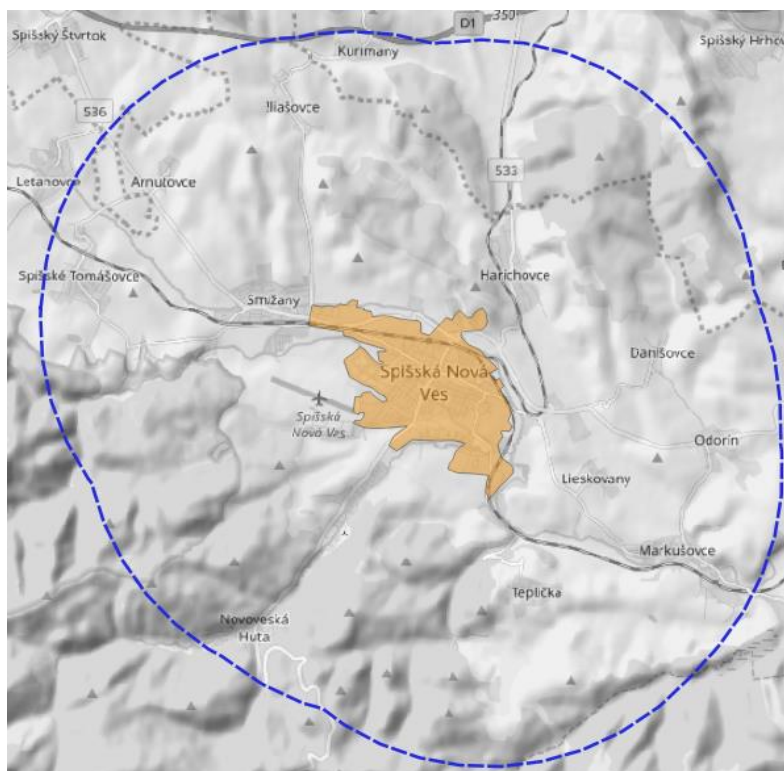 D1
350
Spišský Štvrtok
Kurimany
Spišský Hrhov
Iliašovce
536
Letanovce
Arnutovce
533
Spišské Tomášovce
Smižany
Harichovce
Danišovce
Spišská Nová
Ves
Spišská
Nová Ves
Odorín
Lieskovany
Markušovce
Teplička
Novoveská
Huta